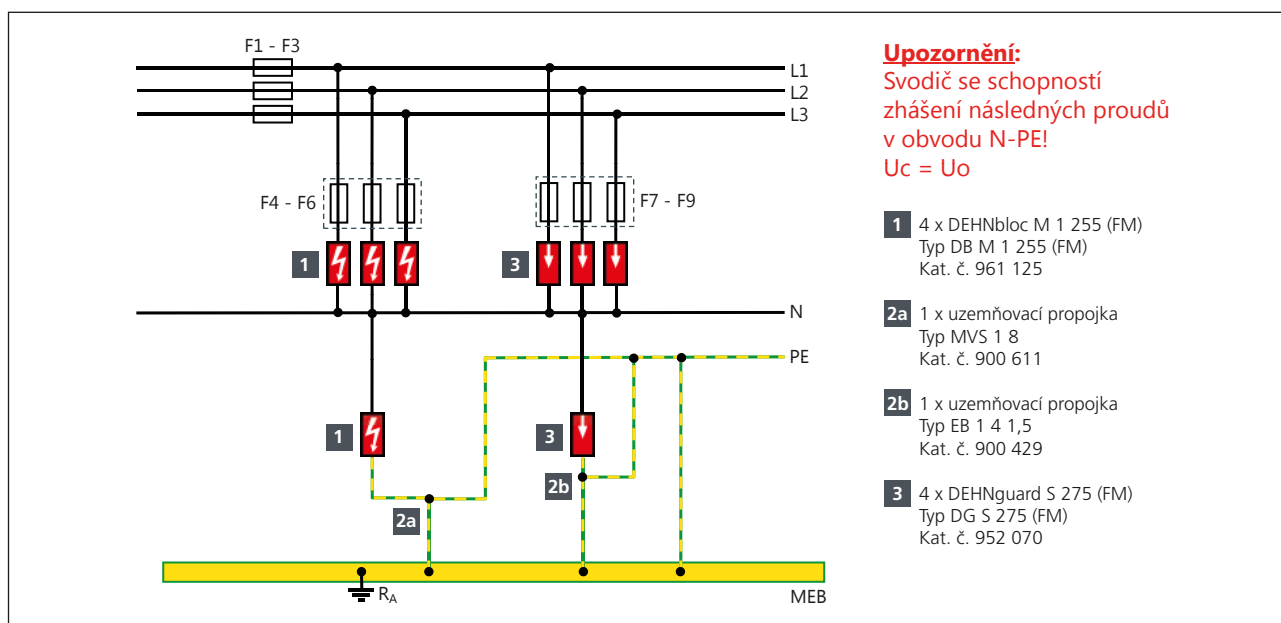 F1 - F3
L1
L2
L3
F4 - F6
F7 - F9
1
3
N
PE
1
3
2b
2a
RA
MEB
Upozornění:
Svodič se schopností
zhášení následných proudů
v obvodu N-PE!
Uc = Uo
1 4 x DEHNbloc M 1 255 (FM)
Typ DB M 1 255 (FM)
Kat. č. 961 125
2a 1 x uzemňovací propojka
Typ MVS 1 8
Kat. č. 900 611
2b 1 x uzemňovací propojka
Typ EB 1 4 1,5
Kat. č. 900 429
3 4 x DEHNguard S 275 (FM)
Typ DG S 275 (FM)
Kat. č. 952 070